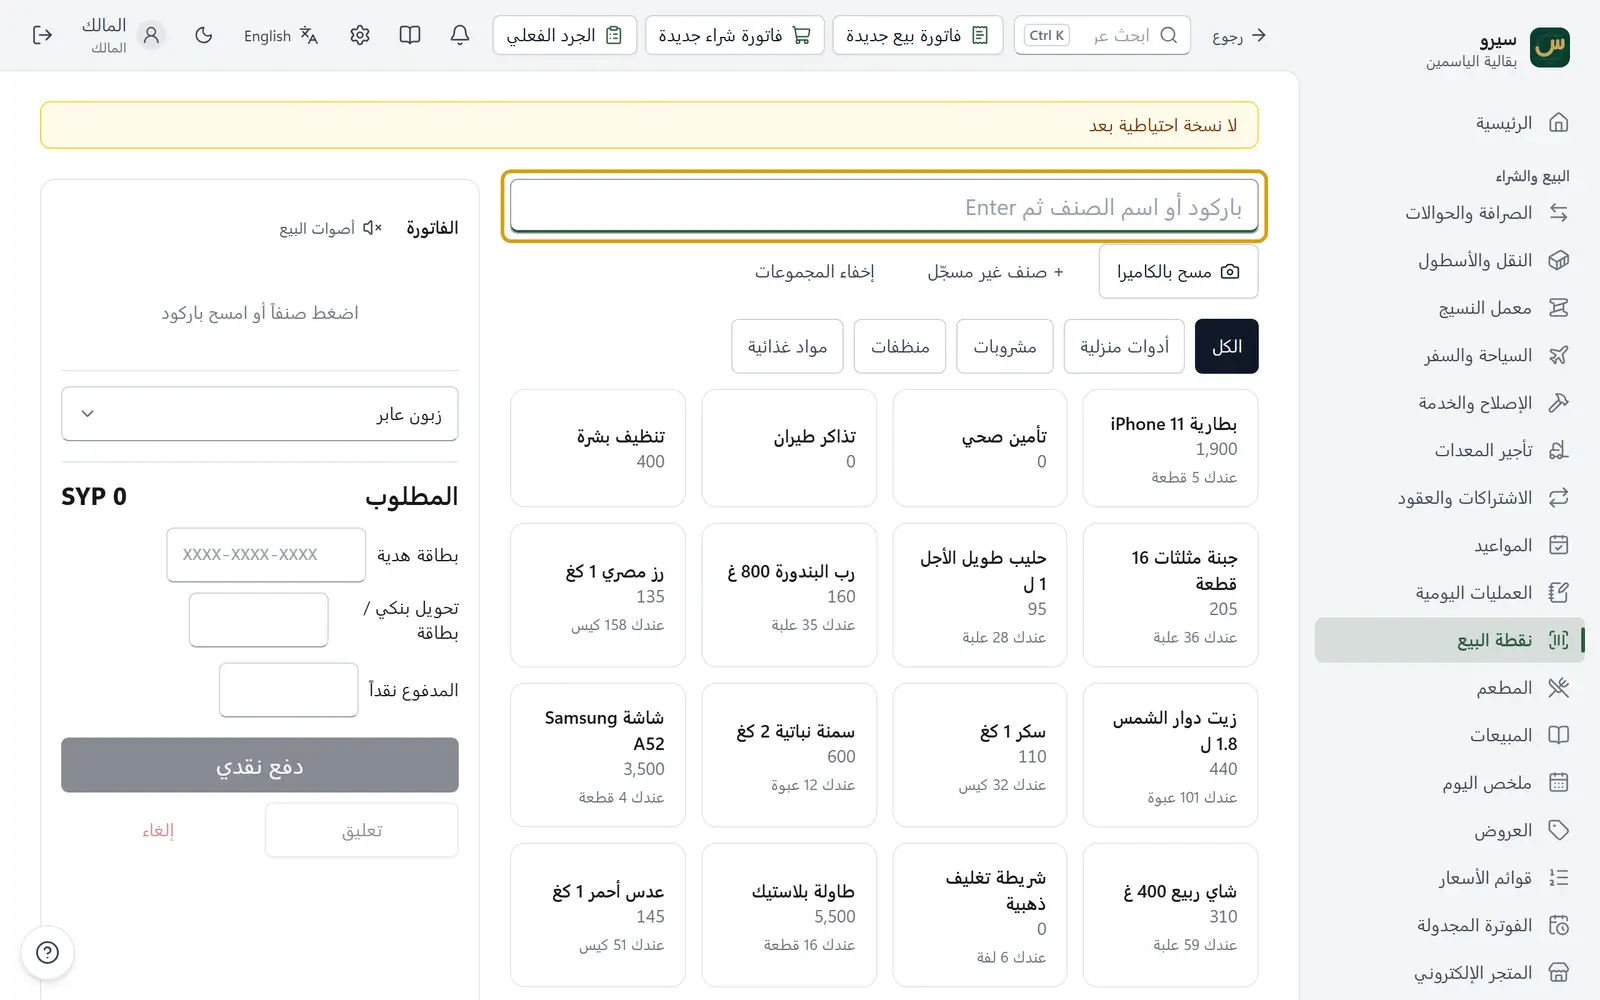 سيرو
بقالية الياسمين
رجوع
ابحث عر
Ctrl K
فاتورة بيع جديدة
فاتورة شراء جديدة
الجرد الفعلي
English
المالك
المالك
الرئيسية
البيع والشراء
الصرافة والحوالات
النقل والأسطول
معمل النسيج
السياحة والسفر
الإصلاح والخدمة
تأجير المعدات
الاشتراكات والعقود
المواعيد
العمليات اليومية
نقطة البيع
المطعم
المبيعات
ملخص اليوم
العروض
قوائم الأسعار
الفوترة المجدولة
المتجر الإلكتروني
لا نسخة احتياطية بعد
باركود أو اسم الصنف ثم Enter
مسح بالكاميرا
+ صنف غير مسجّل
إخفاء المجموعات
الكل
أدوات منزلية
مشروبات
منظفات
مواد غذائية
بطارية iPhone 11
1,900
عندك 5 قطعة
تأمين صحي
0
تذاكر طيران
0
تنظيف بشرة
400
جبنة مثلثات 16
قطعة
205
عندك 36 علبة
حليب طويل الأجل
1 ل
95
عندك 28 علبة
رب البندورة 800 غ
160
عندك 35 علبة
رز مصري 1 كغ
135
عندك 158 كيس
زيت دوار الشمس
1.8 ل
440
عندك 101 عبوة
سكر 1 كغ
110
عندك 32 كيس
سمنة نباتية 2 كغ
600
عندك 12 عبوة
شاشة Samsung
A52
3,500
عندك 4 قطعة
شاي ربيع 400 غ
310
عندك 59 علبة
شريطة تغليف
ذهبية
0
عندك 6 لفة
طاولة بلاستيك
5,500
عندك 16 قطعة
عدس أحمر 1 كغ
145
عندك 51 كيس
الفاتورة
أصوات البيع
اضغط صنفاً أو امسح باركود
زبون عابر
المطلوب
SYP 0
بطاقة هدية
XXXX-XXXX-XXXX
تحويل بنكي /
بطاقة
المدفوع نقداً
دفع نقدي
تعليق
إلغاء